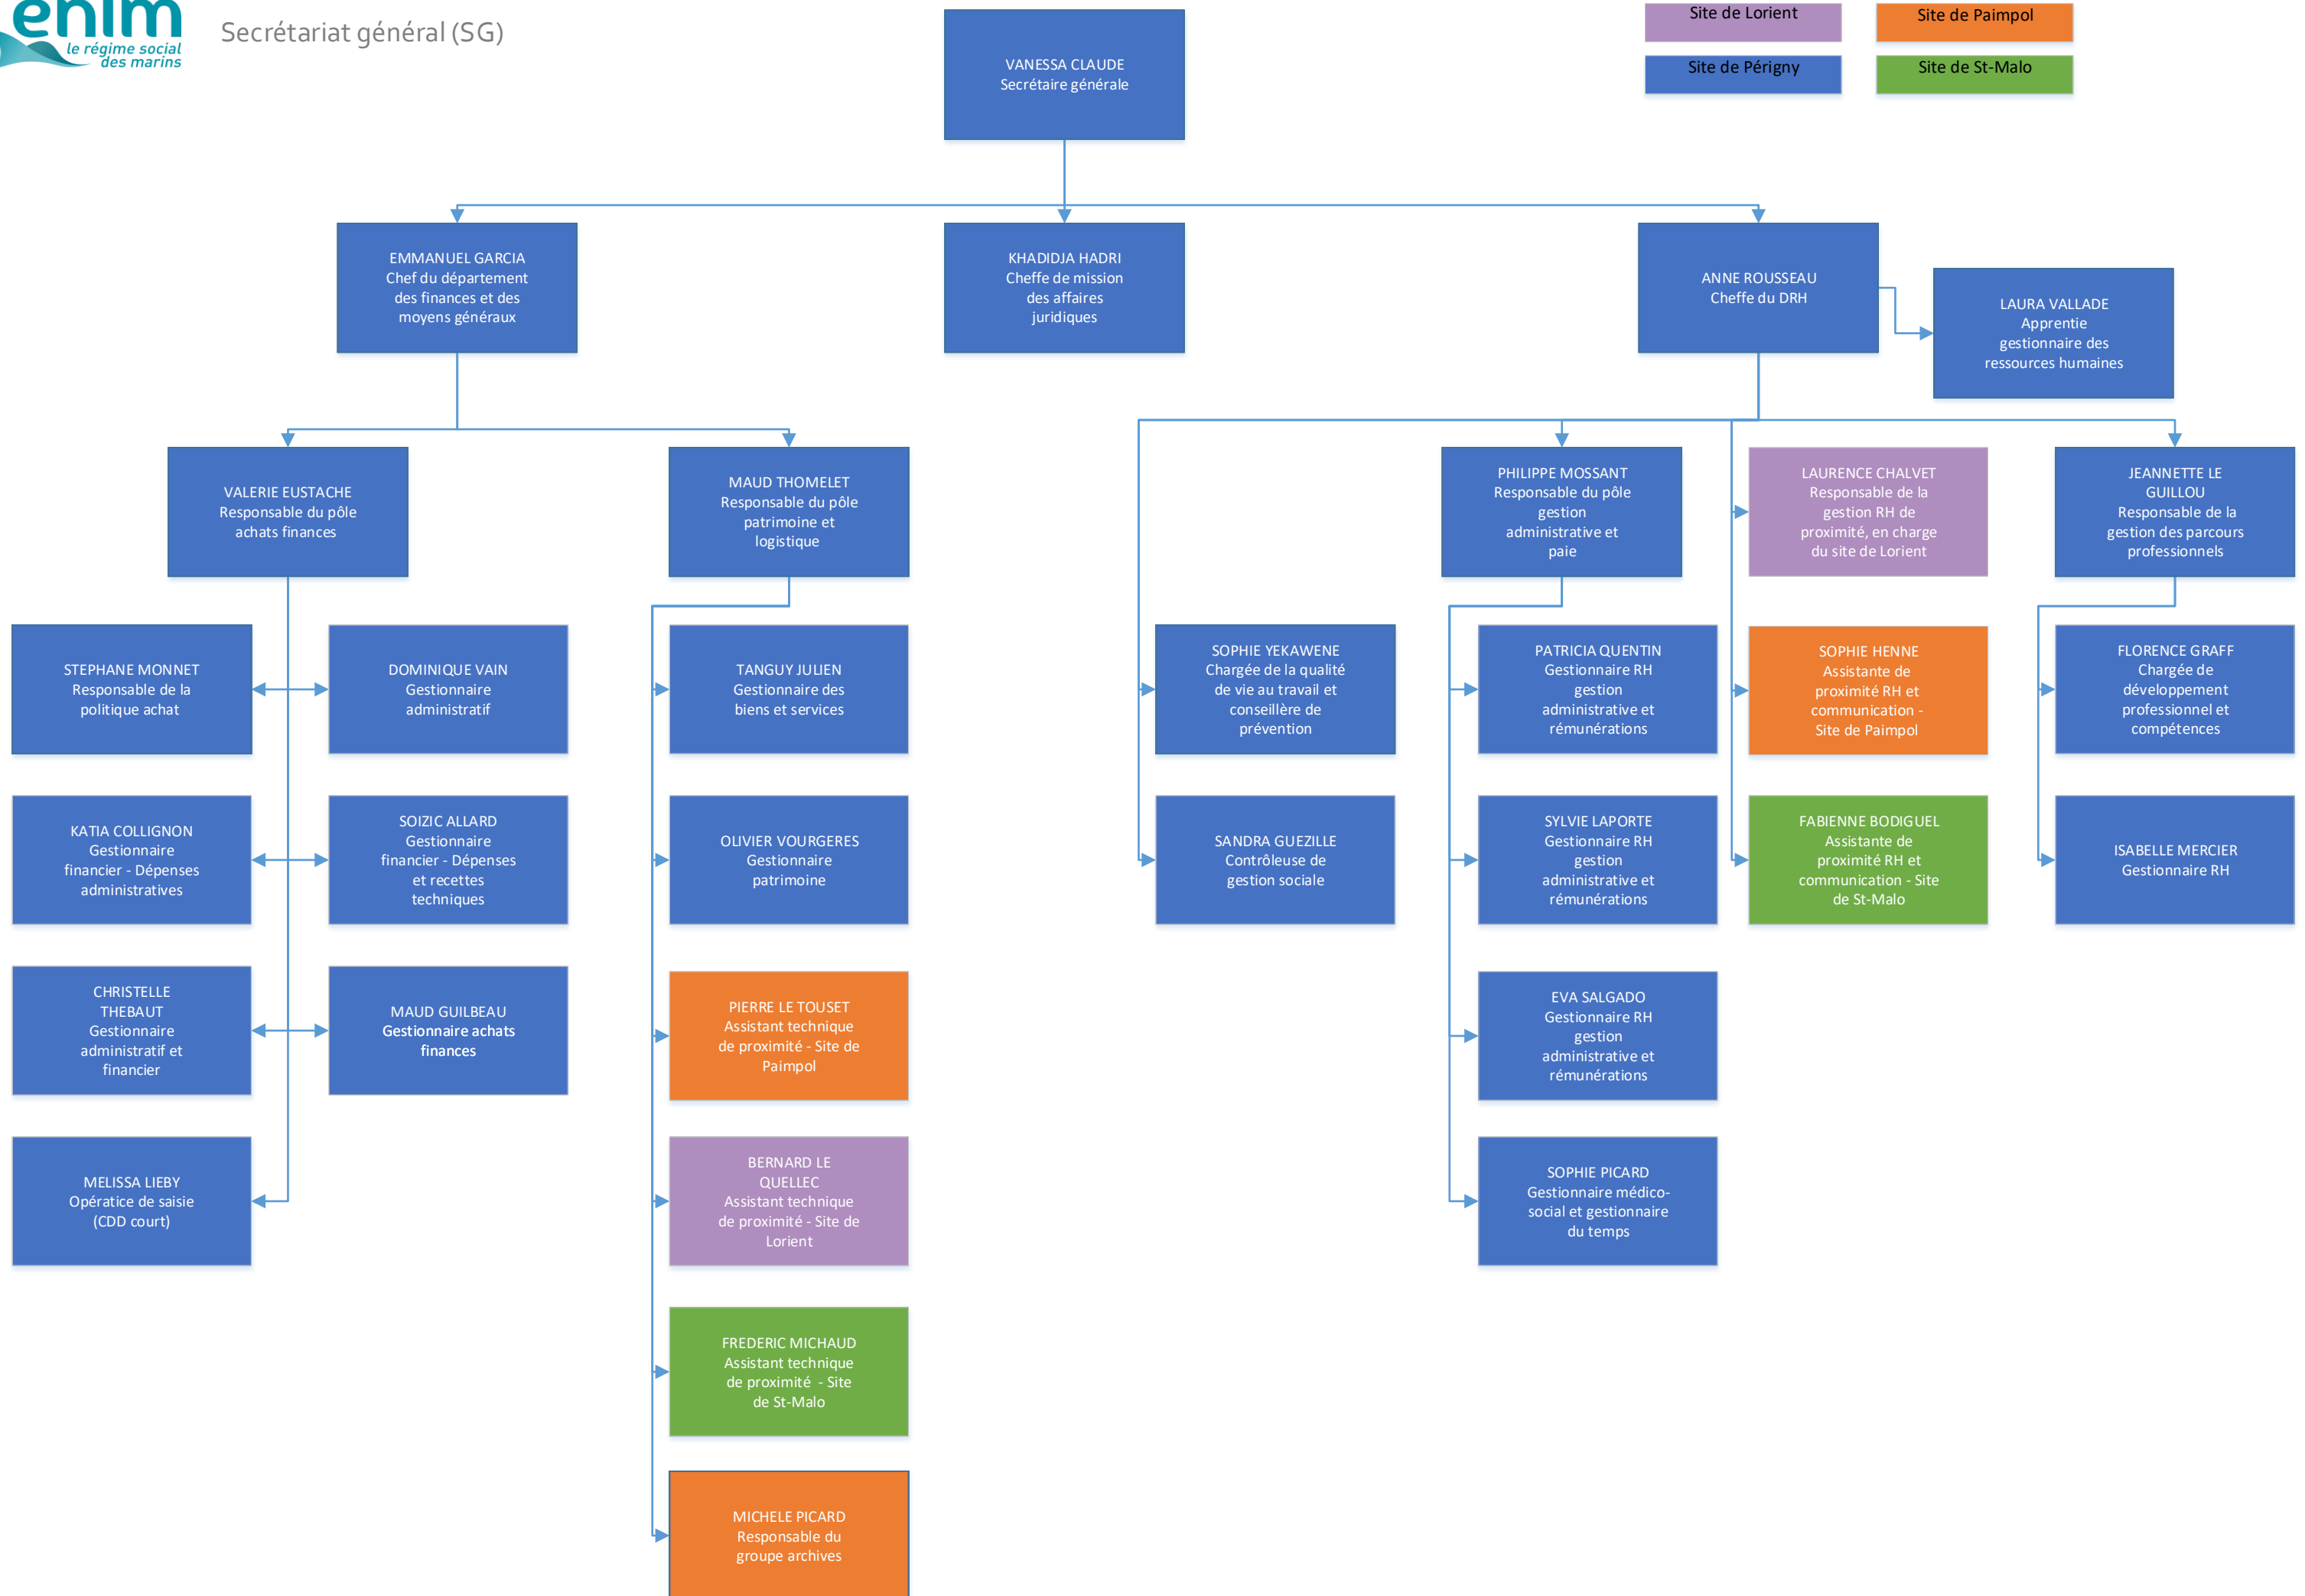 enim
le régime social
des marins
Secrétariat général (SG)
Site de Lorient
Site de Paimpol
Site de Périgny
Site de St-Malo
VANESSA CLAUDE
Secrétaire générale
EMMANUEL GARCIA
Chef du département
des finances et des
moyens généraux
KHADIDJA HADRI
Cheffe de mission
des affaires
juridiques
ANNE ROUSSEAU
Cheffe du DRH
LAURA VALLADE
Apprentie
gestionnaire des
ressources humaines
VALERIE EUSTACHE
Responsable du pôle
achats finances
MAUD THOMELET
Responsable du pôle
patrimoine et
logistique
PHILIPPE MOSSANT
Responsable du pôle
gestion
administrative et
paie
LAURENCE CHALVET
Responsable de la
gestion RH de
proximité, en charge
du site de Lorient
JEANNETTE LE
GUILLOU
Responsable de la
gestion des parcours
professionnels
STEPHANE MONNET
Responsable de la
politique achat
DOMINIQUE VAIN
Gestionnaire
administratif
TANGUY JULIEN
Gestionnaire des
biens et services
SOPHIE YEKAWENE
Chargée de la qualité
de vie au travail et
conseillère de
prévention
PATRICIA QUENTIN
Gestionnaire RH
gestion
administrative et
rémunérations
SOPHIE HENNE
Assistante de
proximité RH et
communication -
Site de Paimpol
FLORENCE GRAFF
Chargée de
développement
professionnel et
compétences
KATIA COLLIGNON
Gestionnaire
financier - Dépenses
administratives
SOIZIC ALLARD
Gestionnaire
financier - Dépenses
et recettes
techniques
OLIVIER VOURGERES
Gestionnaire
patrimoine
SANDRA GUEZILLE
Contrôleuse de
gestion sociale
SYLVIE LAPORTE
Gestionnaire RH
gestion
administrative et
rémunérations
FABIENNE BODIGUEL
Assistante de
proximité RH et
communication - Site
de St-Malo
ISABELLE MERCIER
Gestionnaire RH
CHRISTELLE
THEBAUT
Gestionnaire
administratif et
financier
MAUD GUILBEAU
Gestionnaire achats
finances
PIERRE LE TOUSET
Assistant technique
de proximité - Site de
Paimpol
EVA SALGADO
Gestionnaire RH
gestion
administrative et
rémunérations
MELISSA LIEBY
Opératice de saisie
(CDD court)
BERNARD LE
QUELLEC
Assistant technique
de proximité - Site de
Lorient
SOPHIE PICARD
Gestionnaire médico-
social et gestionnaire
du temps
FREDERIC MICHAUD
Assistant technique
de proximité  - Site
de St-Malo
MICHELE PICARD
Responsable du
groupe archives